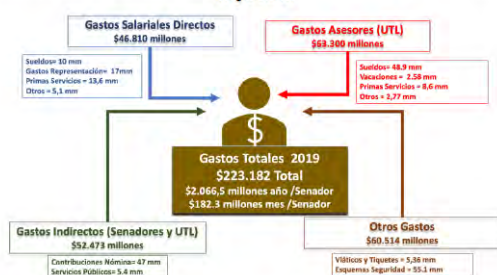 Gastos Salariales Directos
$46.810 millones
Gastos Asesores (UTL)
$63.300 millones
Sueldos= 10 mm
Gastos Representación= 17mm
Primas Servicios = 13,6 mm
Otros = 5,1 mm
Sueldos= 48,9 mm
Vacaciones = 2.58 mm
Primas Servicios = 8,6 mm
Otros = 2,77 mm
$
Gastos Totales 2019
$223.182 Total
$2.066,5 millones año /Senador
$182.3 millones mes /Senador
Gastos Indirectos (Senadores y UTL)
$52.473 millones
Otros Gastos
$60.514 millones
Contribuciones Nómina= 47 mm
Servicios Públicos= 5.4 mm
Viáticos y Tiquetes = 5,36 mm
Esquemas Seguridad = 55.1 mm